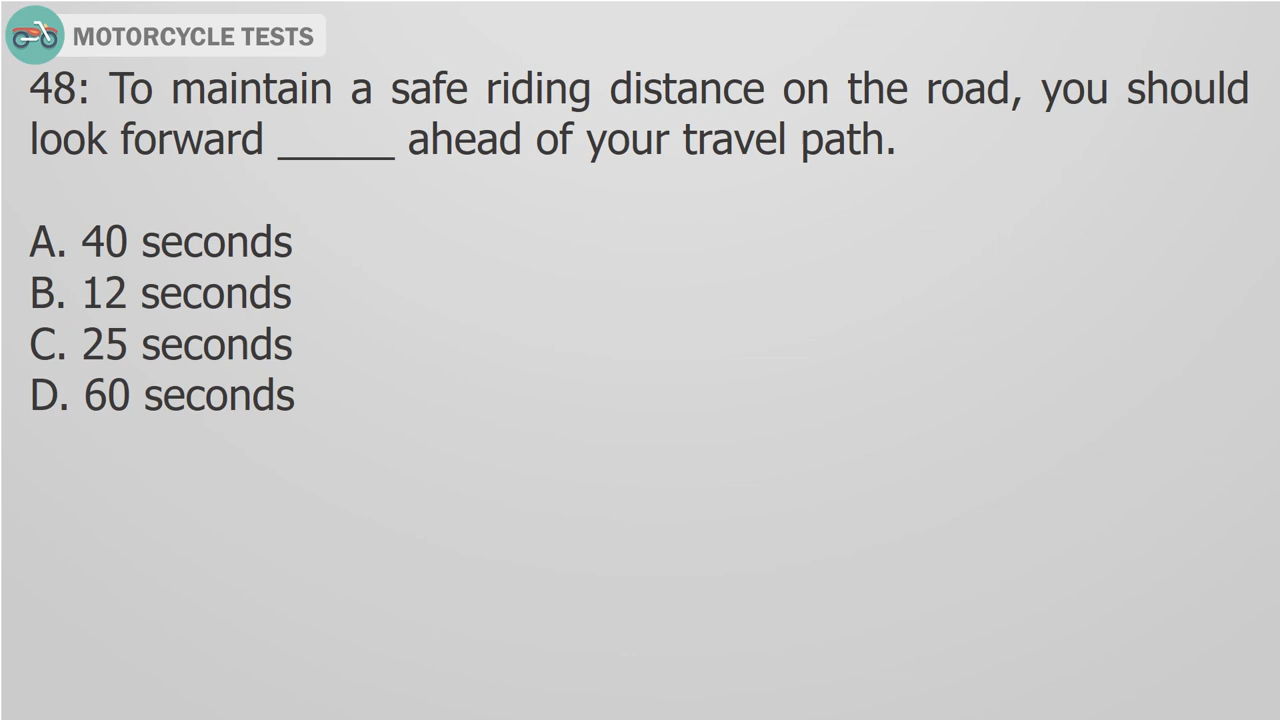 MOTORCYCLE TESTS
48: To maintain a safe riding distance on the road, you should
look forward _____ ahead of your travel path.
A. 40 seconds
B. 12 seconds
C. 25 seconds
D. 60 seconds